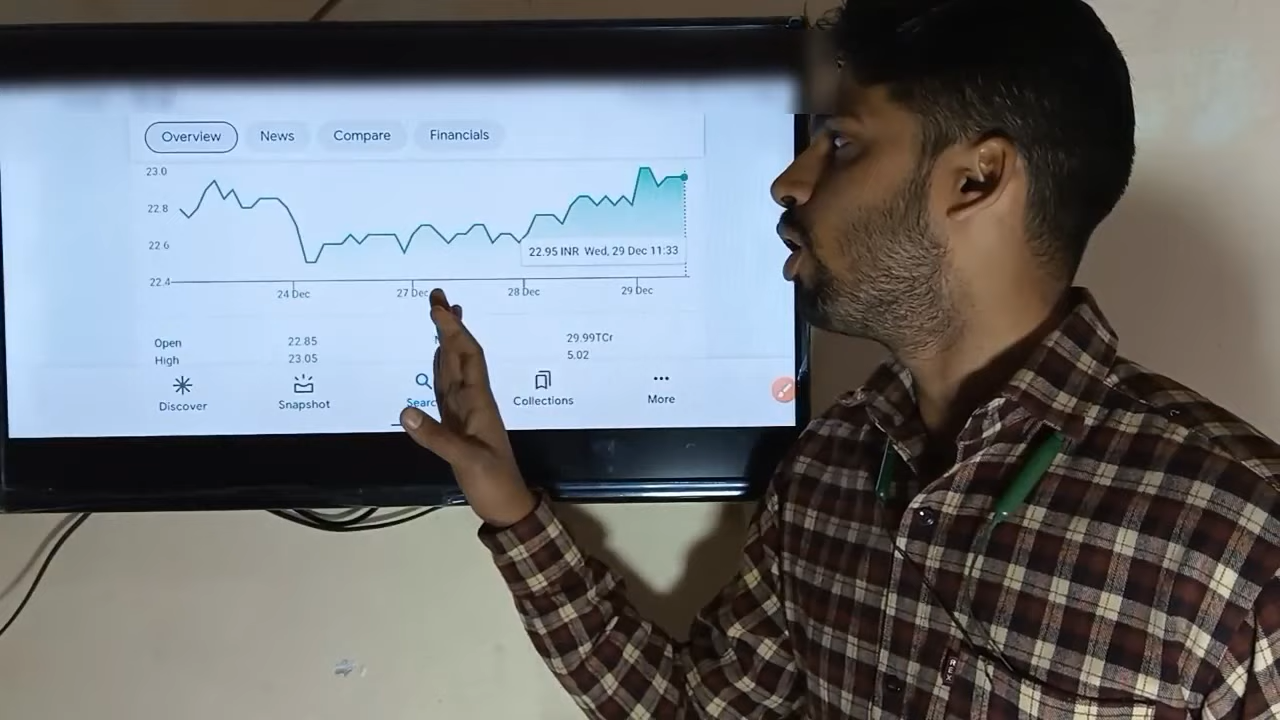 Overview News Compare Financials
23.0
22.8
22.6
22.95 INR Wed, 29 Dec 11:33
22.4
24 Dec 27 Dec 28 Dec 29 Dec
Open 22.85 29.99TCr
High 23.05 5.02
Discover Snapshot Searc Collections More